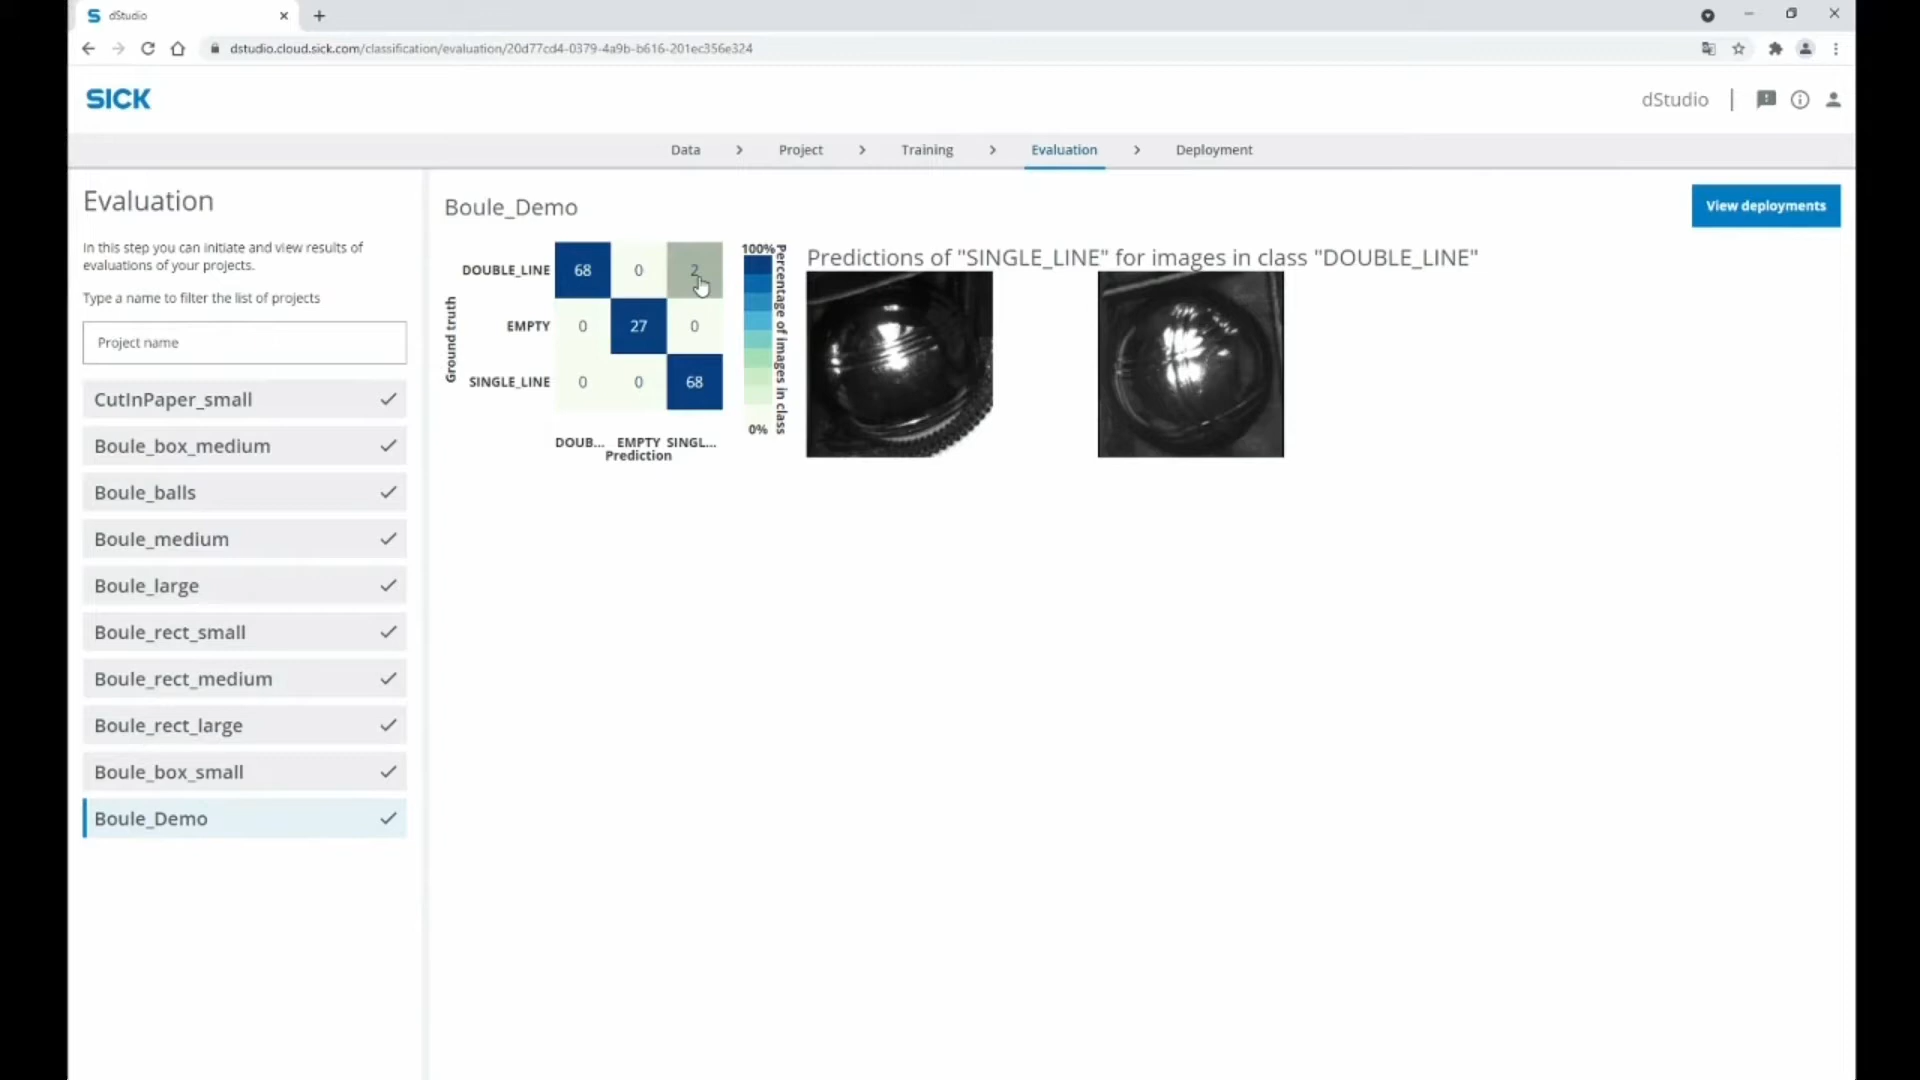 dStudio
dstudio.cloud.sick.com/classification/evaluation/20d77cd4-0379-4a9b-b616-201ec356e324
SICK
dStudio
Data
Project
Training
Evaluation
Deployment
Evaluation
In this step you can initiate and view results of
evaluations of your projects.
Type a name to filter the list of projects
Project name
CutInPaper_small
Boule_box_medium
Boule_balls
Boule_medium
Boule_large
Boule_rect_small
Boule_rect_medium
Boule_rect_large
Boule_box_small
Boule_Demo
Boule_Demo
View deployments
Ground truth
DOUBLE_LINE 68 0 2
EMPTY 0 27 0
SINGLE_LINE 0 0 68
DOUB... EMPTY SINGL...
Prediction
100%
0%
Percentage of images in class
Predictions of "SINGLE_LINE" for images in class "DOUBLE_LINE"